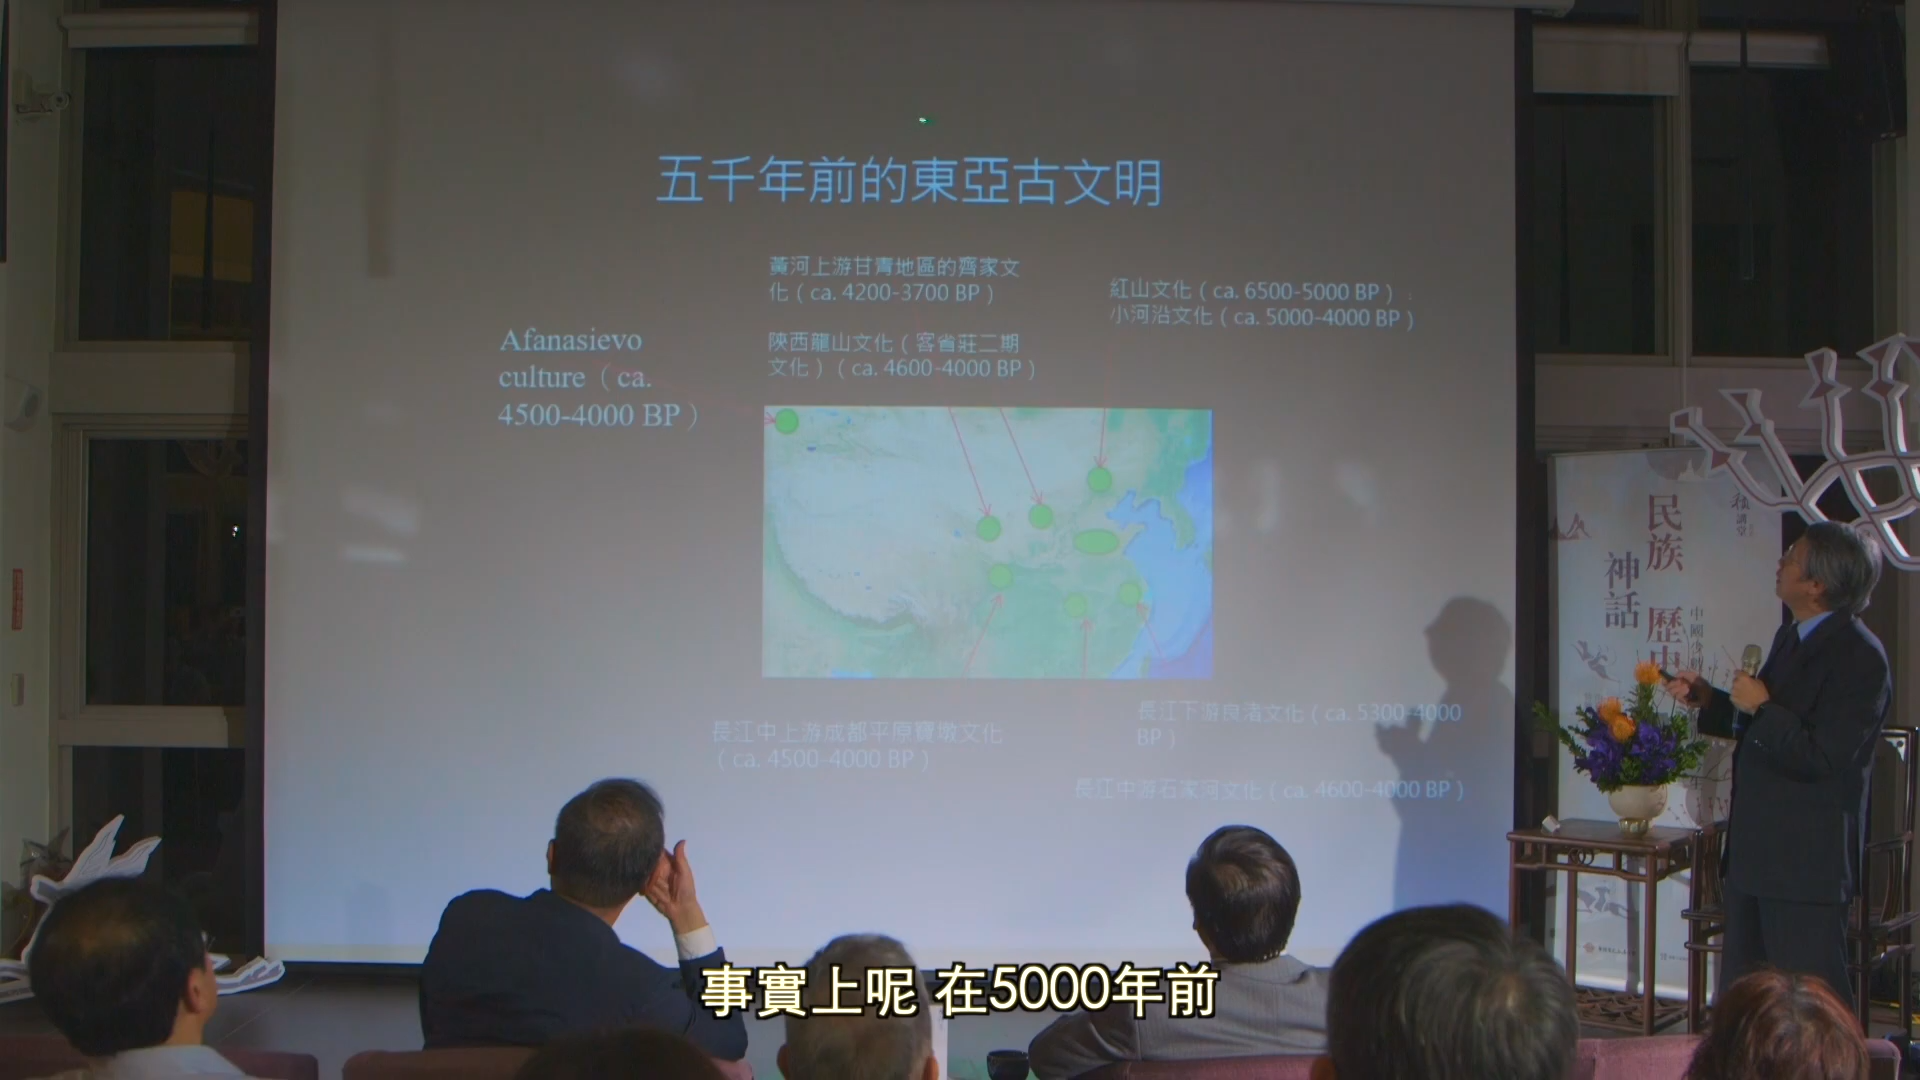 五千年前的東亞古文明
黃河上游甘青地區的齊家文
化（ca. 4200-3700 BP）
紅山文化（ca. 6500-5000 BP）
小河沿文化（ca. 5000-4000 BP）
Afanasievo
culture（ca.
4500-4000 BP）
陝西龍山文化（客省莊二期
文化）（ca. 4600-4000 BP）
長江中上游成都平原寶墩文化
（ca. 4500-4000 BP）
長江下游良渚文化（ca. 5300-4000
BP）
長江中游石家河文化（ca. 4600-4000 BP）
民族
神話
歷史
講堂
事實上呢 在5000年前